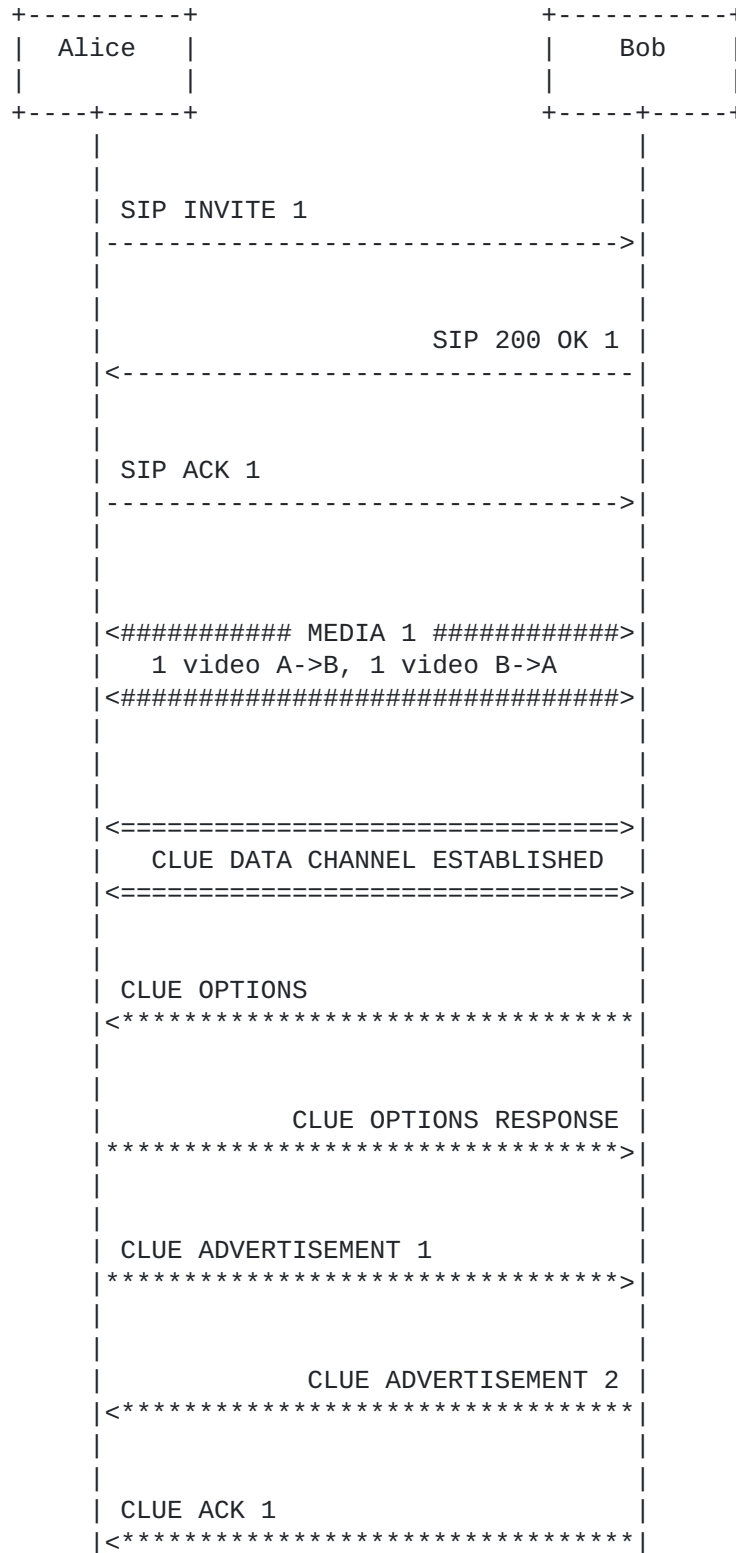 Alice Bob
SIP INVITE 1
SIP 200 OK 1
SIP ACK 1
MEDIA 1
1 video A->B, 1 video B->A
CLUE DATA CHANNEL ESTABLISHED
CLUE OPTIONS
CLUE OPTIONS RESPONSE
CLUE ADVERTISEMENT 1
CLUE ADVERTISEMENT 2
CLUE ACK 1